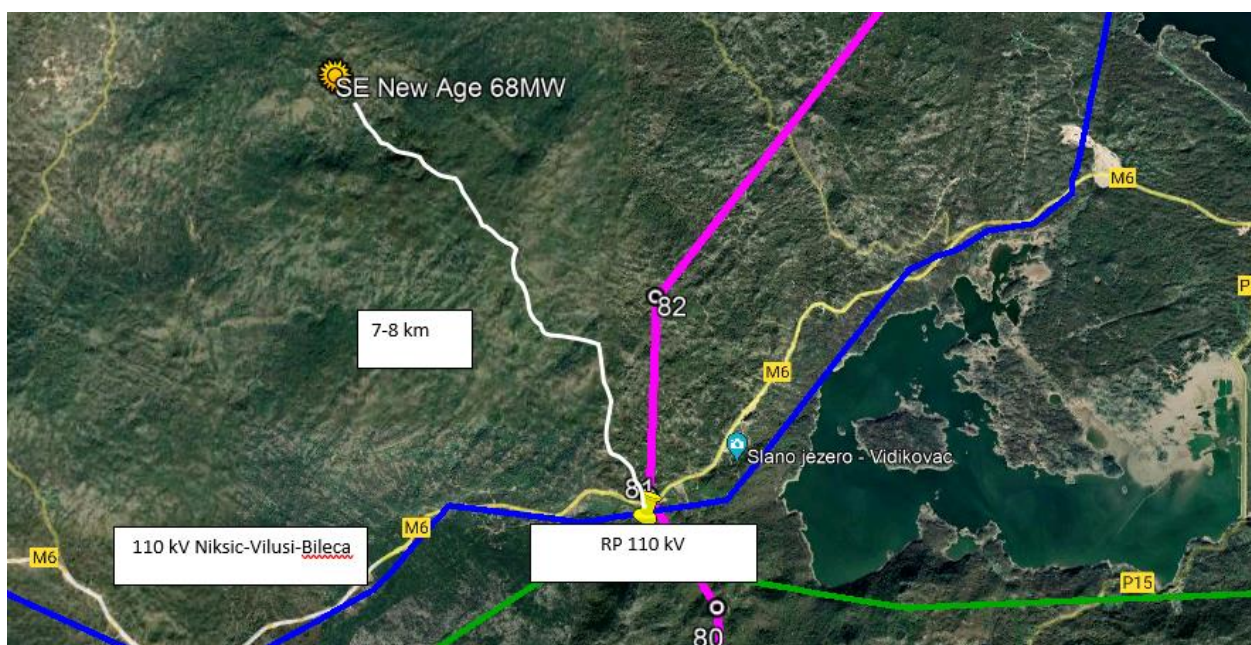 SE New Age 68MW
M6
P
82
7-8 km
M6
Slano jezero - Vidikovac
81
M6
M6
110 kV Niksic-Vilusi-Bileca
RP 110 kV
P15
80